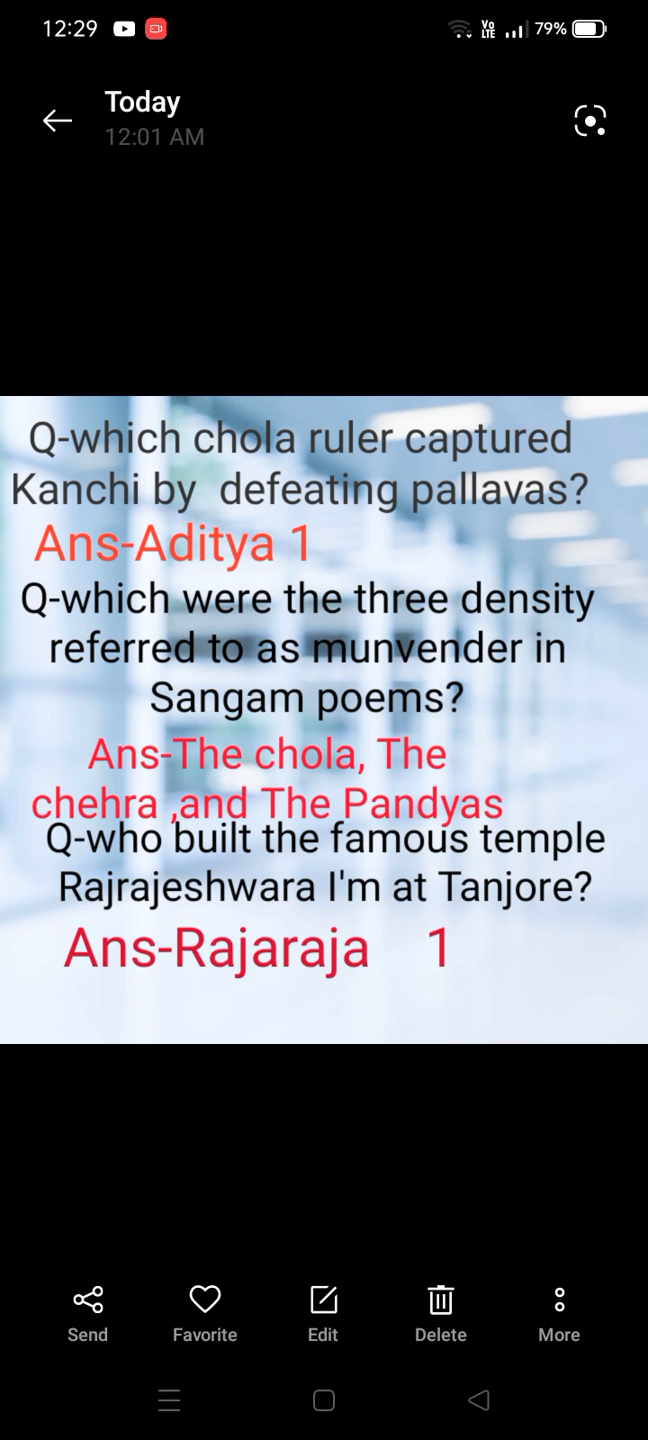 12:29
Vo
LTE
79%
Today
12:01 AM
Q-which chola ruler captured
Kanchi by  defeating pallavas?
Ans-Aditya 1
Q-which were the three density
referred to as munvender in
Sangam poems?
Ans-The chola, The
chehra ,and The Pandyas
Q-who built the famous temple
Rajrajeshwara I'm at Tanjore?
Ans-Rajaraja    1
Send
Favorite
Edit
Delete
More